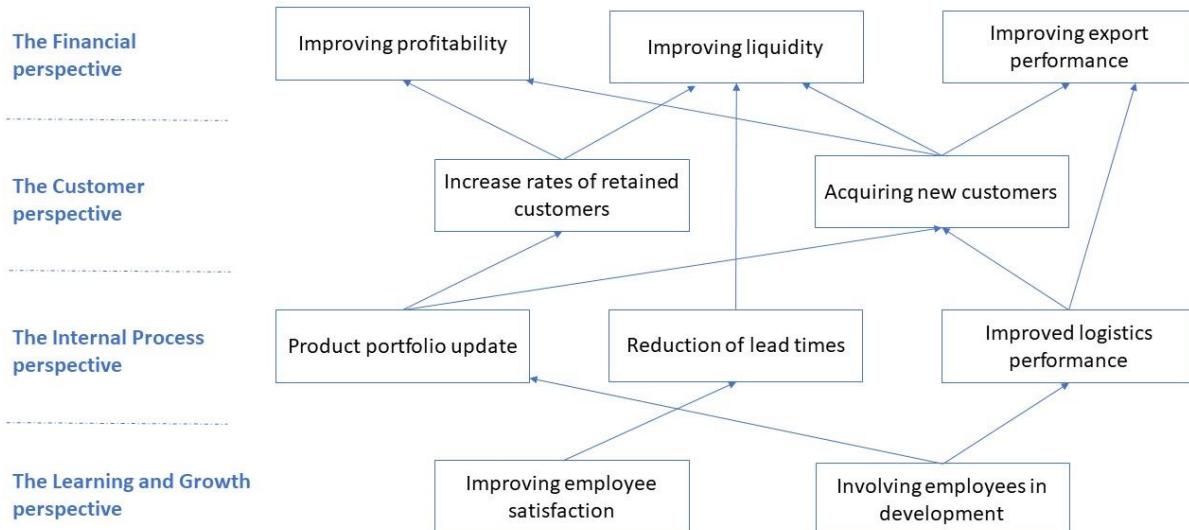 The Financial
perspective
Improving profitability
Improving liquidity
Improving export
performance
The Customer
perspective
Increase rates of retained
customers
Acquiring new customers
The Internal Process
perspective
Product portfolio update
Reduction of lead times
Improved logistics
performance
The Learning and Growth
perspective
Improving employee
satisfaction
Involving employees in
development